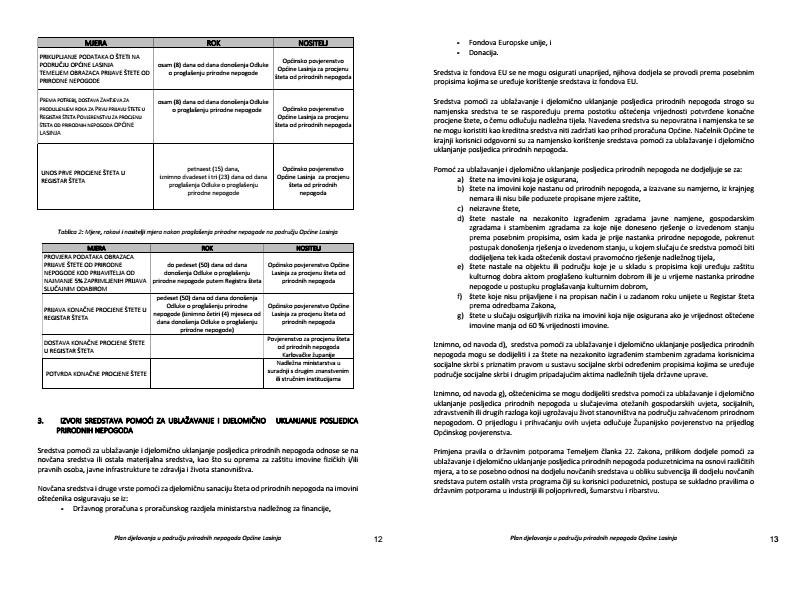 MJERA ROK NOSITELJ
PRIKUPLJANJE PODATAKA O ŠTETI NA
PODRUČJU OPĆINE LASINJA
TEMELJEM OBRAZACA PRIJAVE ŠTETE OD
PRIRODNE NEPOGODE
osam (8) dana od dana donošenja Odluke
o proglašenju prirodne nepogode
Općinsko povjerenstvo
Općine Lasinja za procjenu
šteta od prirodnih nepogoda
PREMA POTREBI, DOSTAVA ZAHTJEVA ZA
PRODULJENJEM ROKA ZA PRVU PRIJAVU ŠTETE U
REGISTAR ŠTETA POVJERENSTVU ZA PROCJENU
ŠTETA OD PRIRODNIH NEPOGODA OPĆINE
LASINJA
osam (8) dana od dana donošenja Odluke
o proglašenju prirodne nepogode
Općinsko povjerenstvo
Općine Lasinja za procjenu
šteta od prirodnih nepogoda
UNOS PRVE PROCJENE ŠTETA U
REGISTAR ŠTETA
petnaest (15) dana,
iznimno dvadeset i tri (23) dana od dana
proglašenja Odluke o proglašenju
prirodne nepogode
Općinsko povjerenstvo
Općine Lasinja za procjenu
šteta od prirodnih
nepogoda
Tablica 2: Mjere, rokovi i nositelji mjera nakon proglašenja prirodne nepogode na području Općine Lasinja
MJERA ROK NOSITELJ
PROVJERA PODATAKA OBRAZACA
PRIJAVE ŠTETE OD PRIRODNE
NEPOGODE KOD PRIJAVITELJA OD
NAJMANJE 5% ZAPRIMLJENIH PRIJAVA
SLUČAJNIM ODABIROM
do pedeset (50) dana od dana
donošenja Odluke o proglašenju
prirodne nepogode putem Registra šteta
Općinsko povjerenstvo Općine
Lasinja za procjenu šteta od
prirodnih nepogoda
PRIJAVA KONAČNE PROCJENE ŠTETE U
REGISTAR ŠTETA
pedeset (50) dana od dana donošenja
Odluke o proglašenju prirodne
nepogode (iznimno četiri (4) mjeseca od
dana donošenja Odluke o proglašenju
prirodne nepogode)
Općinsko povjerenstvo Općine
Lasinja za procjenu šteta od
prirodnih nepogoda
DOSTAVA KONAČNE PROCJENE ŠTETE
U REGISTAR ŠTETA
Povjerenstvo za procjenu šteta
od prirodnih nepogoda
Karlovačke županije
POTVRDA KONAČNE PROCJENE ŠTETE
Nadležna ministarstva u
suradnji s drugim znanstvenim
ili stručnim institucijama
3. IZVORI SREDSTAVA POMOĆI ZA UBLAŽAVANJE I DJELOMIČNO UKLANJANJE POSLJEDICA
PRIRODNIH NEPOGODA
Sredstva pomoći za ublažavanje i djelomično uklanjanje posljedica prirodnih nepogoda odnose se na
novčana sredstva ili ostala materijalna sredstva, kao što su oprema za zaštitu imovine fizičkih i/ili
pravnih osoba, javne infrastrukture te zdravlja i života stanovništva.
Novčana sredstva i druge vrste pomoći za djelomičnu sanaciju šteta od prirodnih nepogoda na imovini
oštećenika osiguravaju se iz:
▪ Državnog proračuna s proračunskog razdjela ministarstva nadležnog za financije,
Plan djelovanja u području prirodnih nepogoda Općine Lasinja
12
▪ Fondova Europske unije, i
▪ Donacija.
Sredstva iz fondova EU se ne mogu osigurati unaprijed, njihova dodjela se provodi prema posebnim
propisima kojima se uređuje korištenje sredstava iz fondova EU.
Sredstva pomoći za ublažavanje i djelomično uklanjanje posljedica prirodnih nepogoda strogo su
namjenska sredstva te se raspoređuju prema postotku oštećenja vrijednosti potvrđene konačne
procjene štete, o čemu odlučuju nadležna tijela. Navedena sredstva su nepovratna i namjenska te se
ne mogu koristiti kao kreditna sredstva niti zadržati kao prihod proračuna Općine. Načelnik Općine te
krajnji korisnici odgovorni su za namjensko korištenje sredstava pomoći za ublažavanje i djelomično
uklanjanje posljedica prirodnih nepogoda.
Pomoć za ublažavanje i djelomično uklanjanje posljedica prirodnih nepogoda ne dodjeljuje se za:
a) štete na imovini koja je osigurana,
b) štete na imovini koje nastanu od prirodnih nepogoda, a izazvane su namjerno, iz krajnjeg
nemara ili nisu bile poduzete propisane mjere zaštite,
c) neizravne štete,
d) štete nastale na nezakonito izgrađenim zgradama javne namjene, gospodarskim
zgradama i stambenim zgradama za koje nije doneseno rješenje o izvedenom stanju
prema posebnim propisima, osim kada je prije nastanka prirodne nepogode, pokrenut
postupak donošenja rješenja o izvedenom stanju, u kojem slučaju će sredstva pomoći biti
dodijeljena tek kada oštećenik dostavi pravomoćno rješenje nadležnog tijela,
e) štete nastale na objektu ili području koje je u skladu s propisima koji uređuju zaštitu
kulturnog dobra aktom proglašeno kulturnim dobrom ili je u vrijeme nastanka prirodne
nepogode u postupku proglašavanja kulturnim dobrom,
f) štete koje nisu prijavljene i na propisan način i u zadanom roku unijete u Registar šteta
prema odredbama Zakona,
g) štete u slučaju osigurljivih rizika na imovini koja nije osigurana ako je vrijednost oštećene
imovine manja od 60 % vrijednosti imovine.
Iznimno, od navoda d), sredstva pomoći za ublažavanje i djelomično uklanjanje posljedica prirodnih
nepogoda mogu se dodijeliti i za štete na nezakonito izgrađenim stambenim zgradama korisnicima
socijalne skrbi s priznatim pravom u sustavu socijalne skrbi određenim propisima kojima se uređuje
područje socijalne skrbi i drugim pripadajućim aktima nadležnih tijela državne uprave.
Iznimno, od navoda g), oštećenicima se mogu dodijeliti sredstva pomoći za ublažavanje i djelomično
uklanjanje posljedica prirodnih nepogoda u slučajevima otežanih gospodarskih uvjeta, socijalnih,
zdravstvenih ili drugih razloga koji ugrožavaju život stanovništva na području zahvaćenom prirodnom
nepogodom. O prijedlogu i prihvaćanju ovih uvjeta odlučuje Županijsko povjerenstvo na prijedlog
Općinskog povjerenstva.
Primjena pravila o državnim potporama Temeljem članka 22. Zakona, prilikom dodjele pomoći za
ublažavanje i djelomično uklanjanje posljedica prirodnih nepogoda poduzetnicima na osnovi različitih
mjera, a to se posebno odnosi na dodjelu novčanih sredstva u obliku subvencija ili dodjelu novčanih
sredstava putem ostalih vrsta programa čiji su korisnici poduzetnici, postupa se sukladno pravilima o
državnim potporama u industriji ili poljoprivredi, šumarstvu i ribarstvu.
Plan djelovanja u području prirodnih nepogoda Općine Lasinja
13